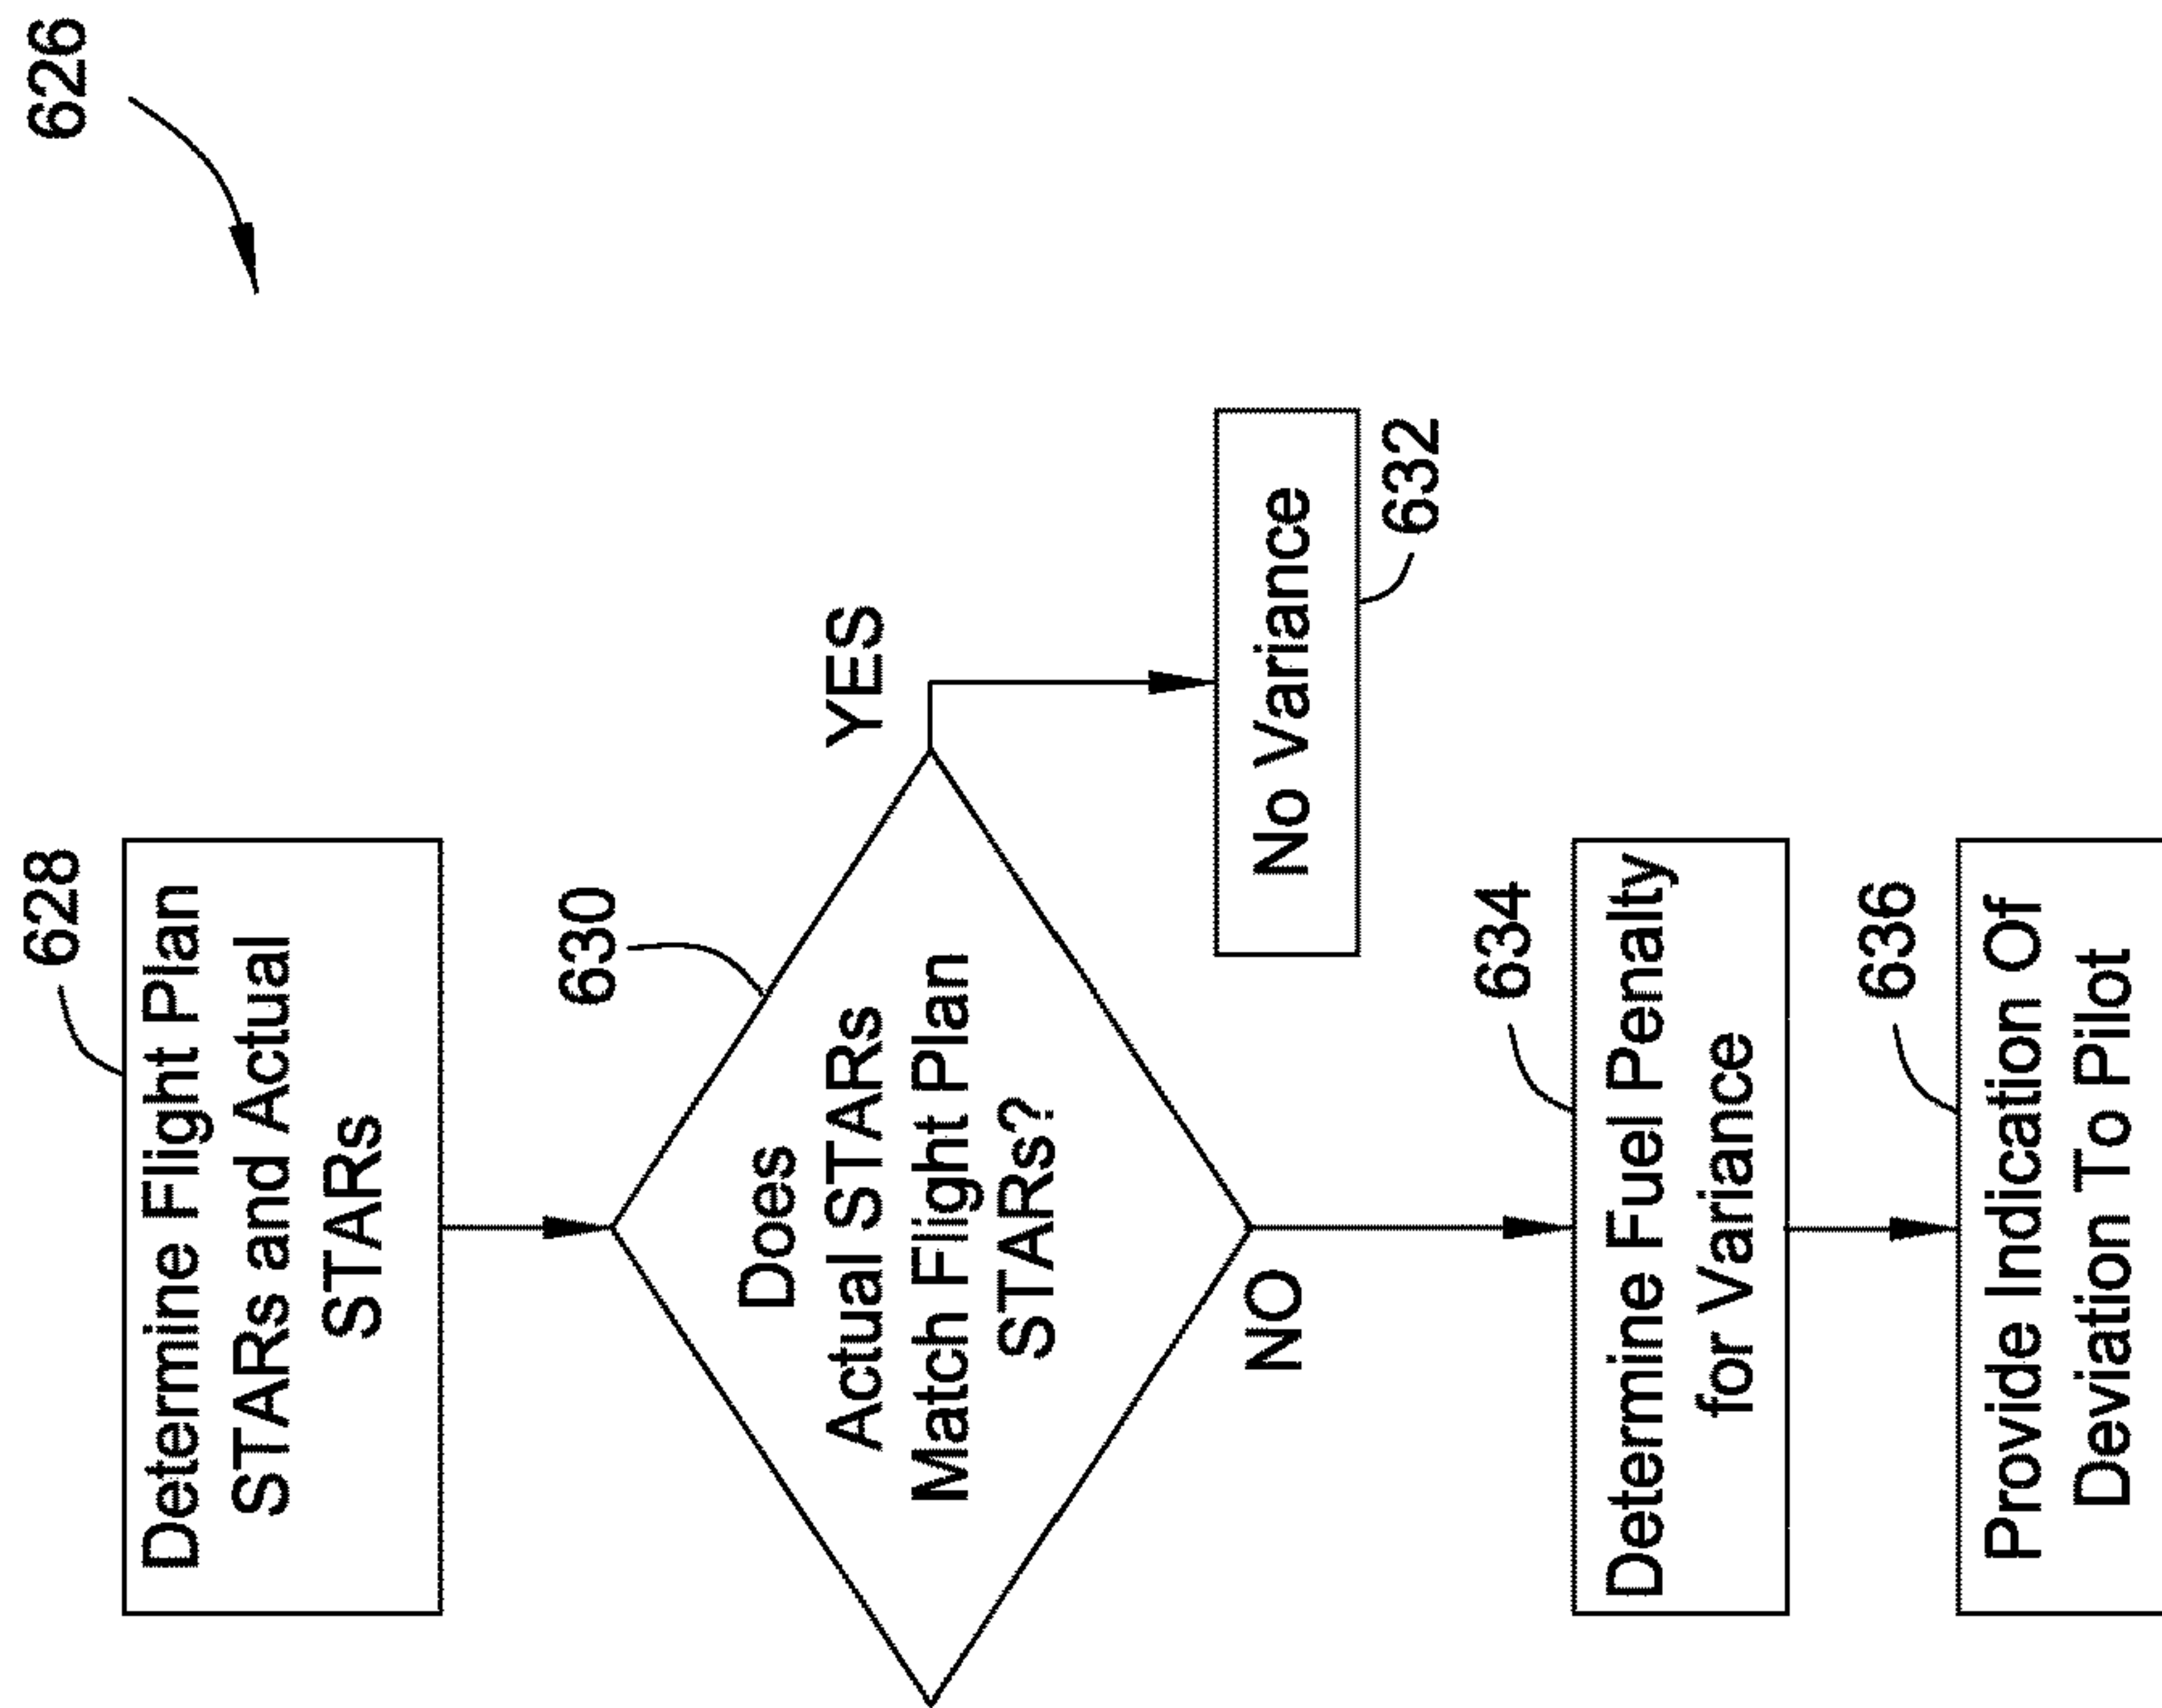 626
628
Determine Flight Plan
STARs and Actual
STARs
630
Does
Actual STARs
Match Flight Plan
STARs?
YES
No Variance
632
NO
634
Determine Fuel Penalty
for Variance
636
Provide Indication Of
Deviation To Pilot